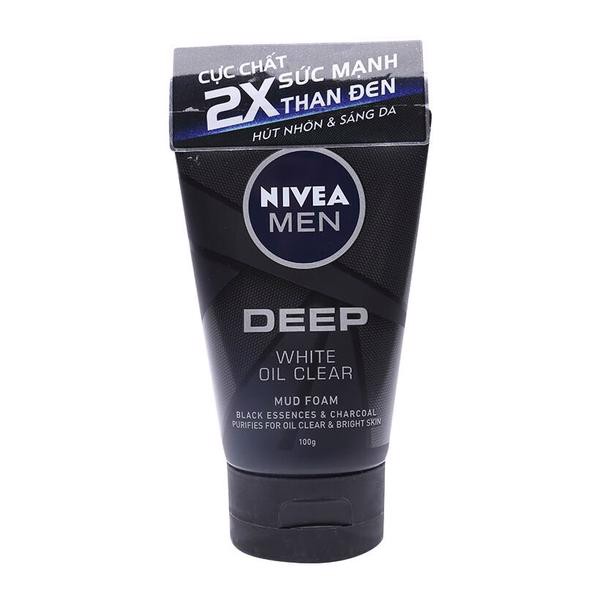 CỰC CHẤT
2X SỨC MẠNH
THAN ĐEN
HÚT NHỜN & SÁNG DA
NIVEA
MEN
DEEP
WHITE
OIL CLEAR
MUD FOAM
BLACK ESSENCES & CHARCOAL
PURIFIES FOR OIL CLEAR & BRIGHT SKIN
100g